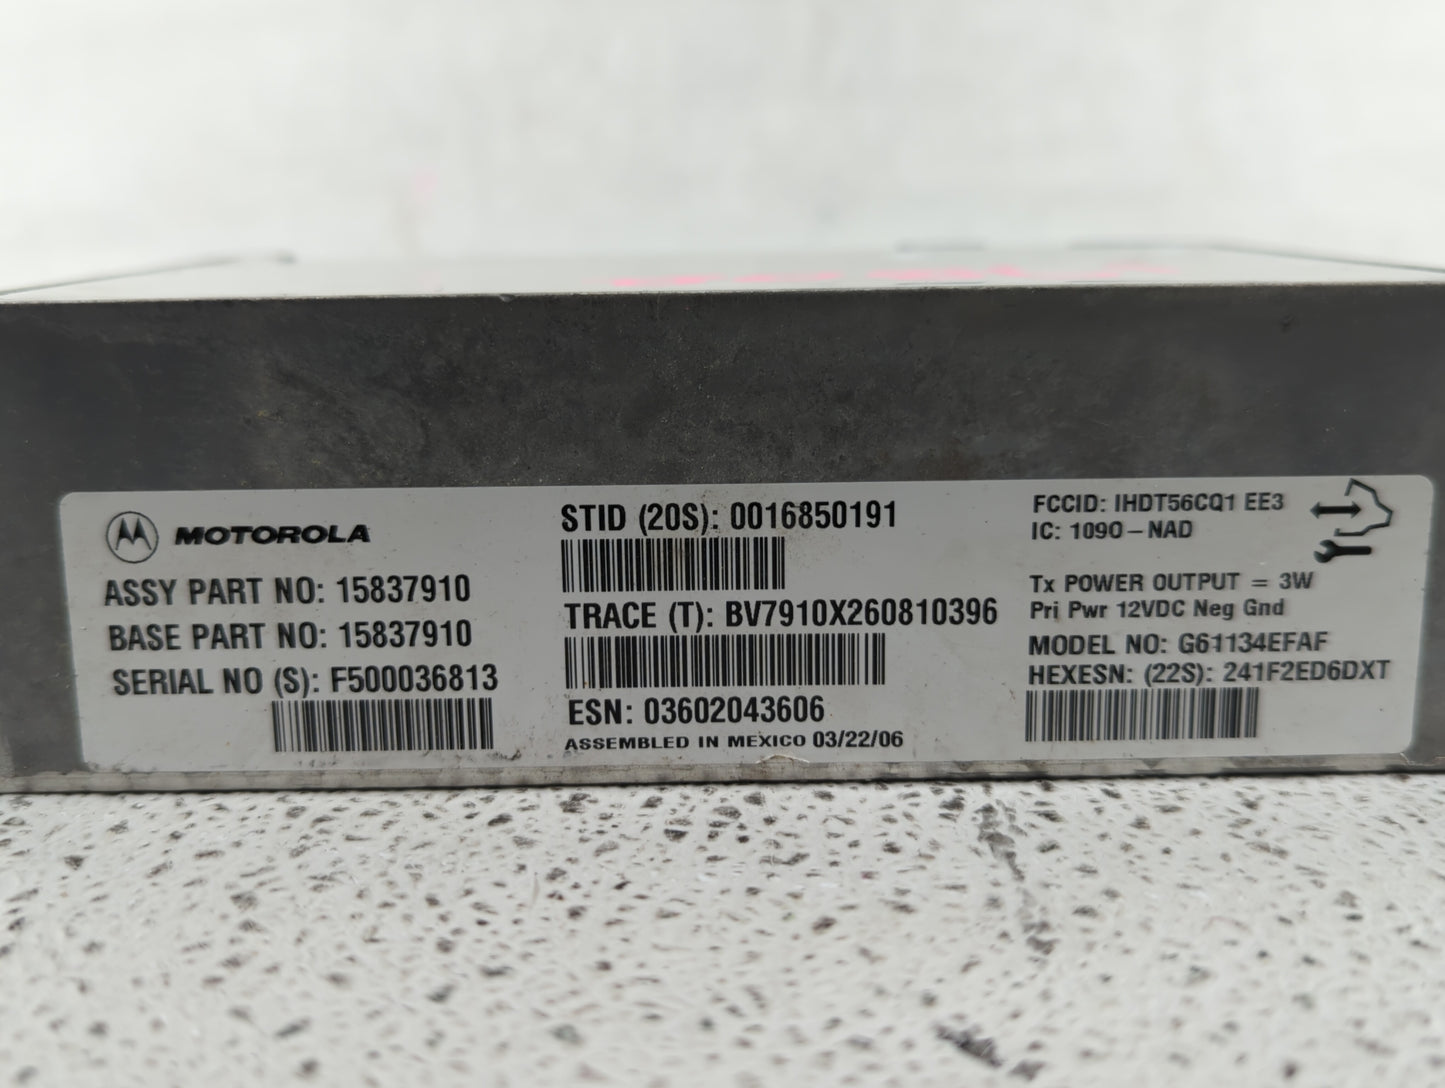 MOTOROLA
ASSY PART NO: 15837910
BASE PART NO: 15837910
SERIAL NO (S): F500036813
STID (20S): 0016850191
TRACE (T): BV7910X260810396
ESN: 03602043606
ASSEMBLED IN MEXICO 03/22/06
FCCID: IHDT56CQ1 EE3
IC: 1090-NAD
Tx POWER OUTPUT = 3W
Pri Pwr 12VDC Neg Gnd
MODEL NO: G61134EFAF
HEXESN: (22S): 241F2ED6DXT